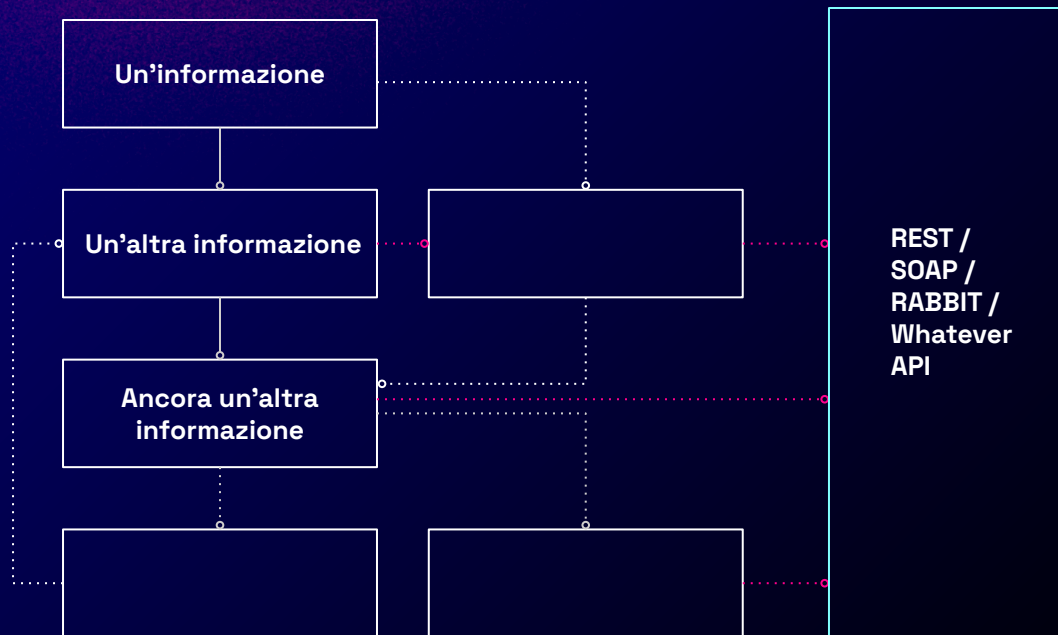 Un’informazione
Un’altra informazione
Ancora un’altra
informazione
REST /
SOAP /
RABBIT /
Whatever
API